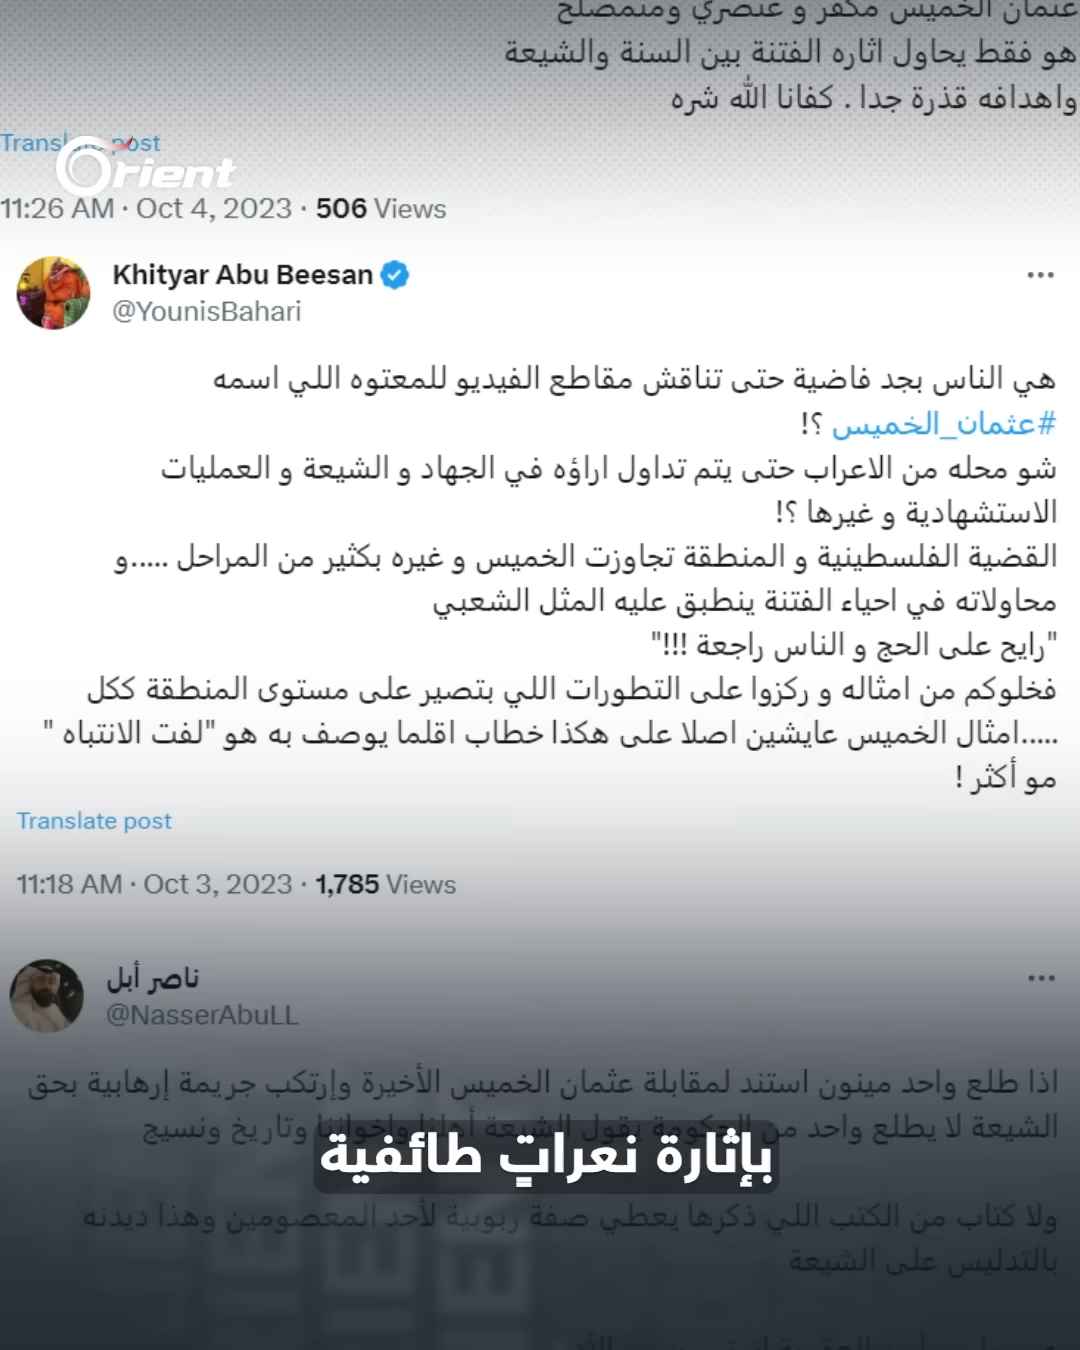 عثمان الخميس مكفر و عنصري ومتمصلح
هو فقط يحاول اثاره الفتنة بين السنة والشيعة
واهدافه قذرة جدا . كفانا الله شره
Translate post
Orient
11:26 AM · Oct 4, 2023 · 506 Views
Khityar Abu Beesan
@YounisBahari
هي الناس بجد فاضية حتى تناقش مقاطع الفيديو للمعتوه اللي اسمه
#عثمان_الخميس ؟!
شو محله من الاعراب حتى يتم تداول اراؤه في الجهاد و الشيعة و العمليات
الاستشهادية و غيرها ؟!
القضية الفلسطينية و المنطقة تجاوزت الخميس و غيره بكثير من المراحل .....و
محاولاته في احياء الفتنة ينطبق عليه المثل الشعبي
"رايح على الحج و الناس راجعة !!!"
فخلوكم من امثاله و ركزوا على التطورات اللي بتصير على مستوى المنطقة ككل
.....امثال الخميس عايشين اصلا على هكذا خطاب اقلما يوصف به هو "لفت الانتباه "
مو أكثر !
Translate post
11:18 AM · Oct 3, 2023 · 1,785 Views
ناصر أبل
@NasserAbuLL
اذا طلع واحد مينون استند لمقابلة عثمان الخميس الأخيرة وإرتكب جريمة إرهابية بحق
الشيعة لا يطلع واحد من الحكومة يقول الشيعة أهلنا واخواننا وتاريخ ونسيج
بإثارة نعراتٍ طائفية
ولا كتاب من الكتب اللي ذكرها يعطي صفة ربوبية لأحد المعصومين وهذا ديدنه
بالتدليس على الشيعة